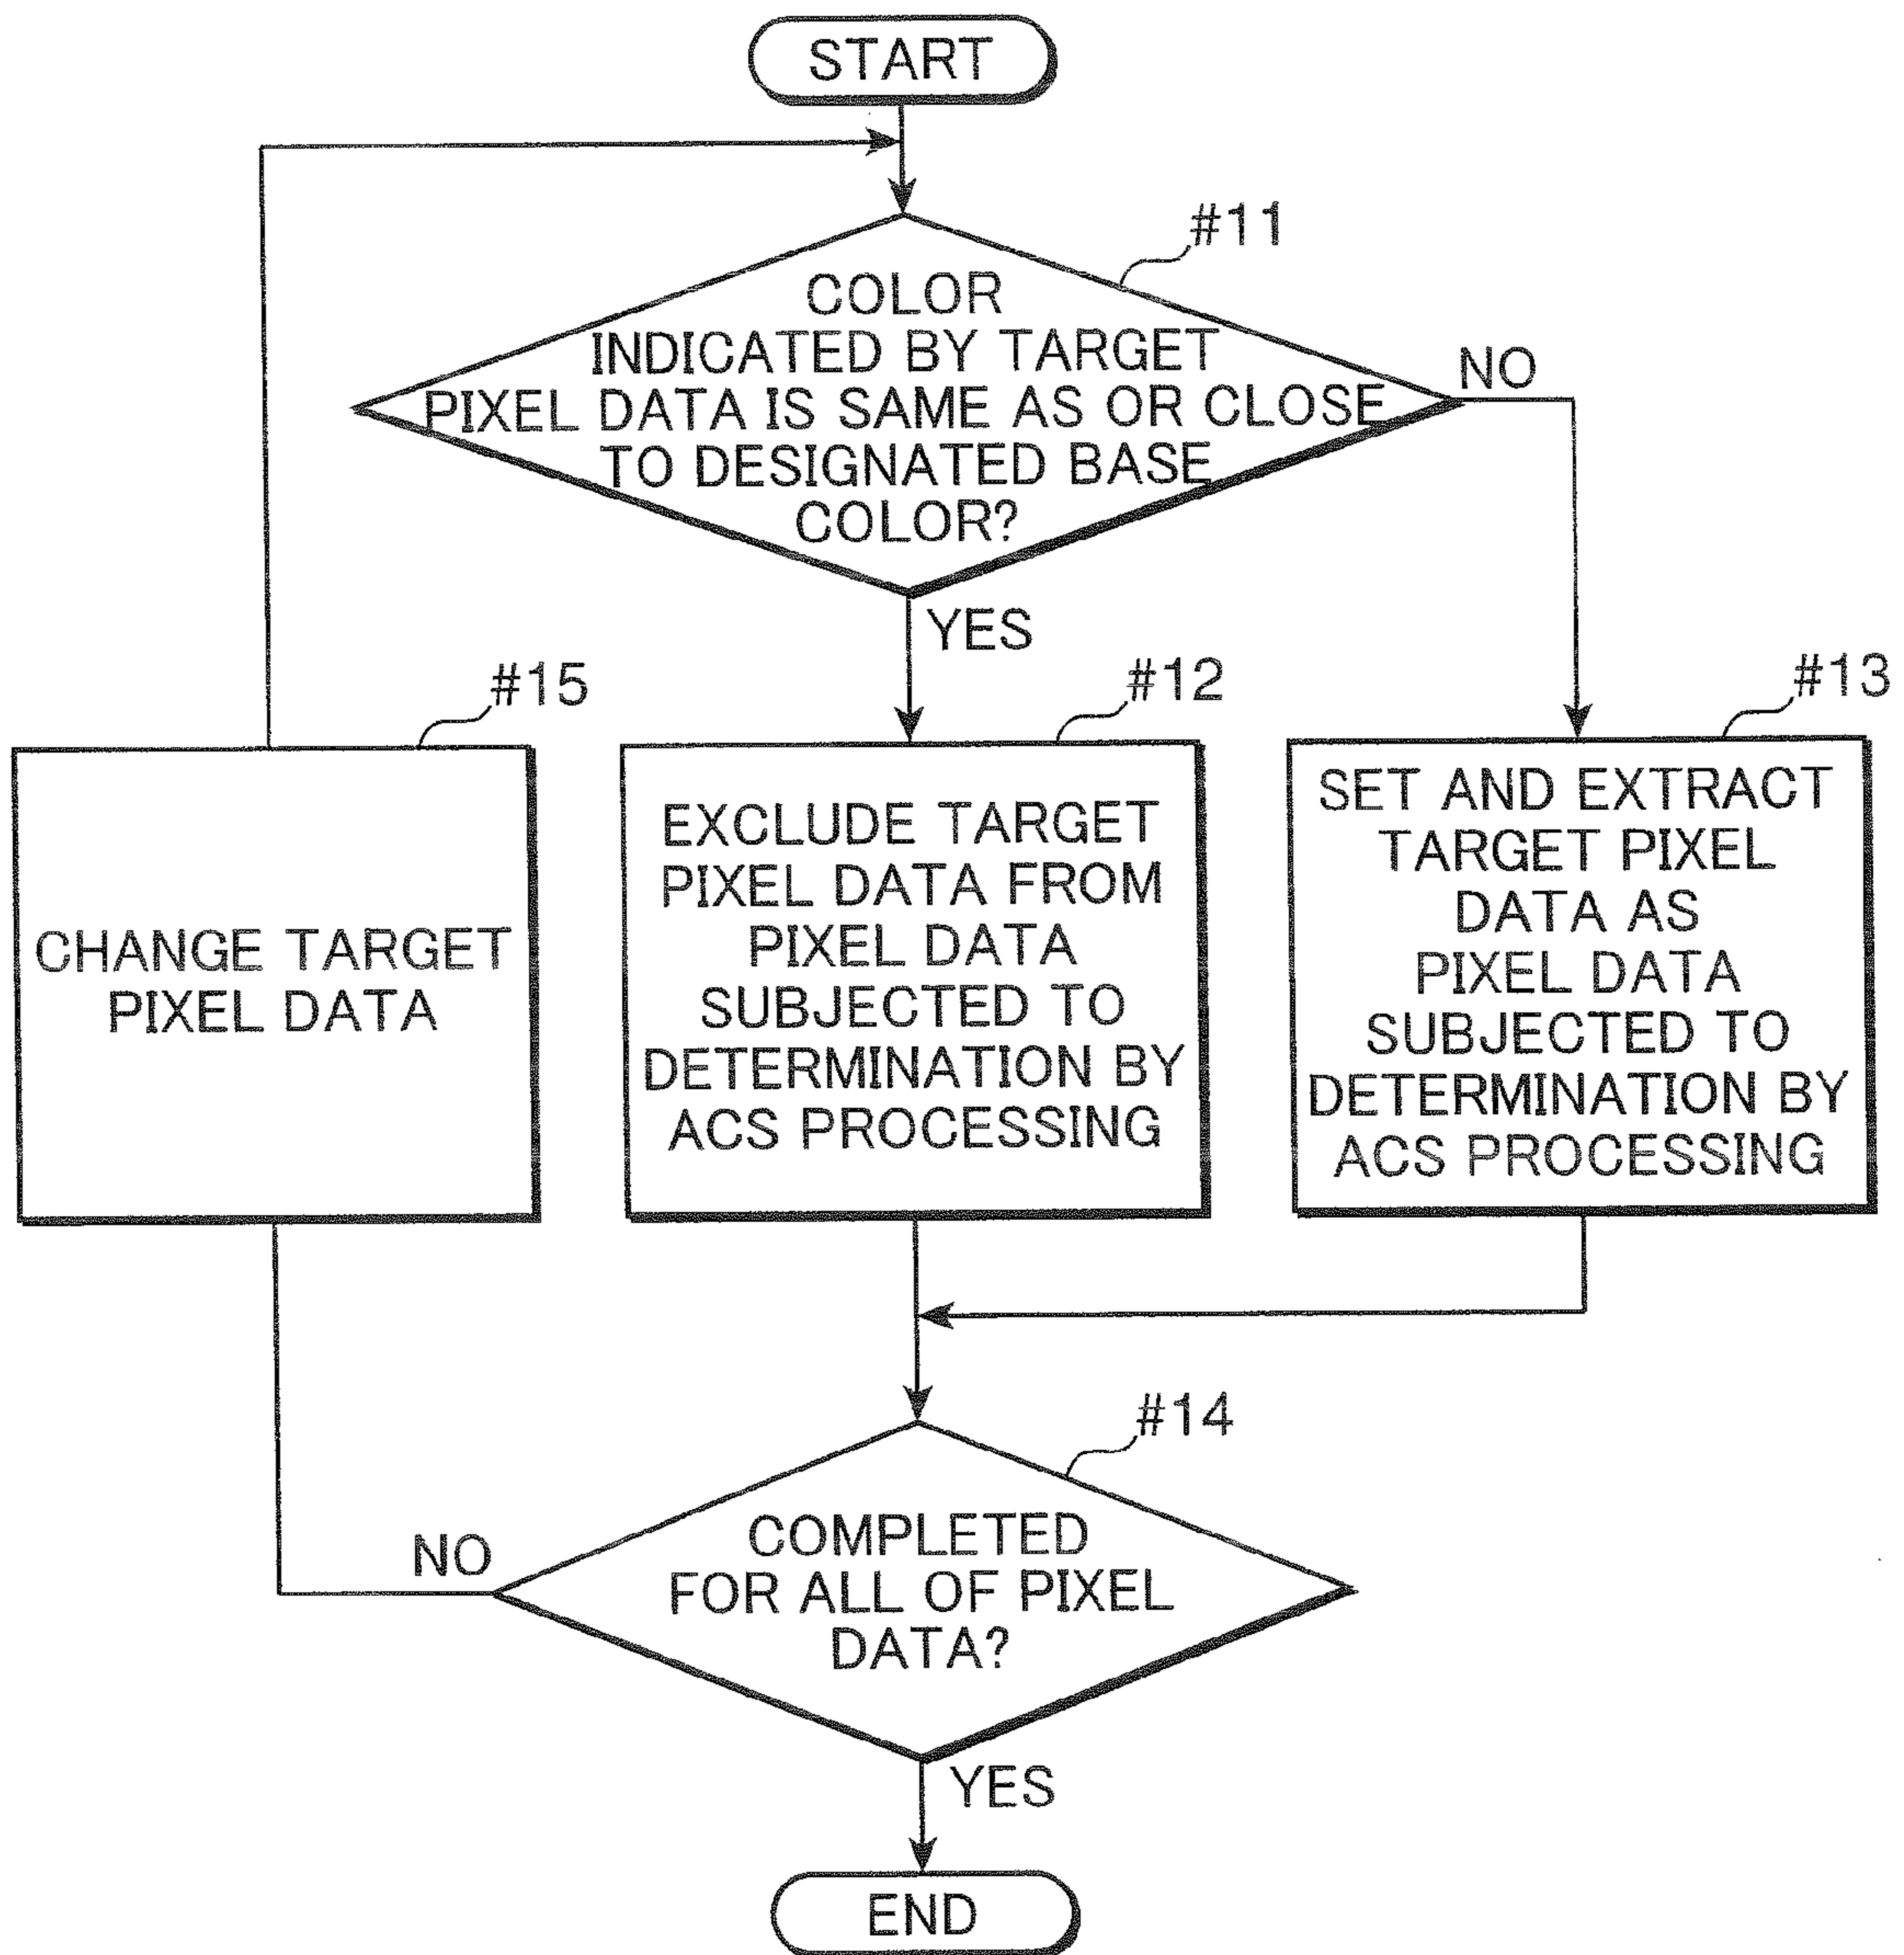 START
#11
COLOR
INDICATED BY TARGET
PIXEL DATA IS SAME AS OR CLOSE
TO DESIGNATED BASE
COLOR?
NO
YES
#15
CHANGE TARGET
PIXEL DATA
#12
EXCLUDE TARGET
PIXEL DATA FROM
PIXEL DATA
SUBJECTED TO
DETERMINATION BY
ACS PROCESSING
#13
SET AND EXTRACT
TARGET PIXEL
DATA AS
PIXEL DATA
SUBJECTED TO
DETERMINATION BY
ACS PROCESSING
#14
COMPLETED
FOR ALL OF PIXEL
DATA?
NO
YES
END